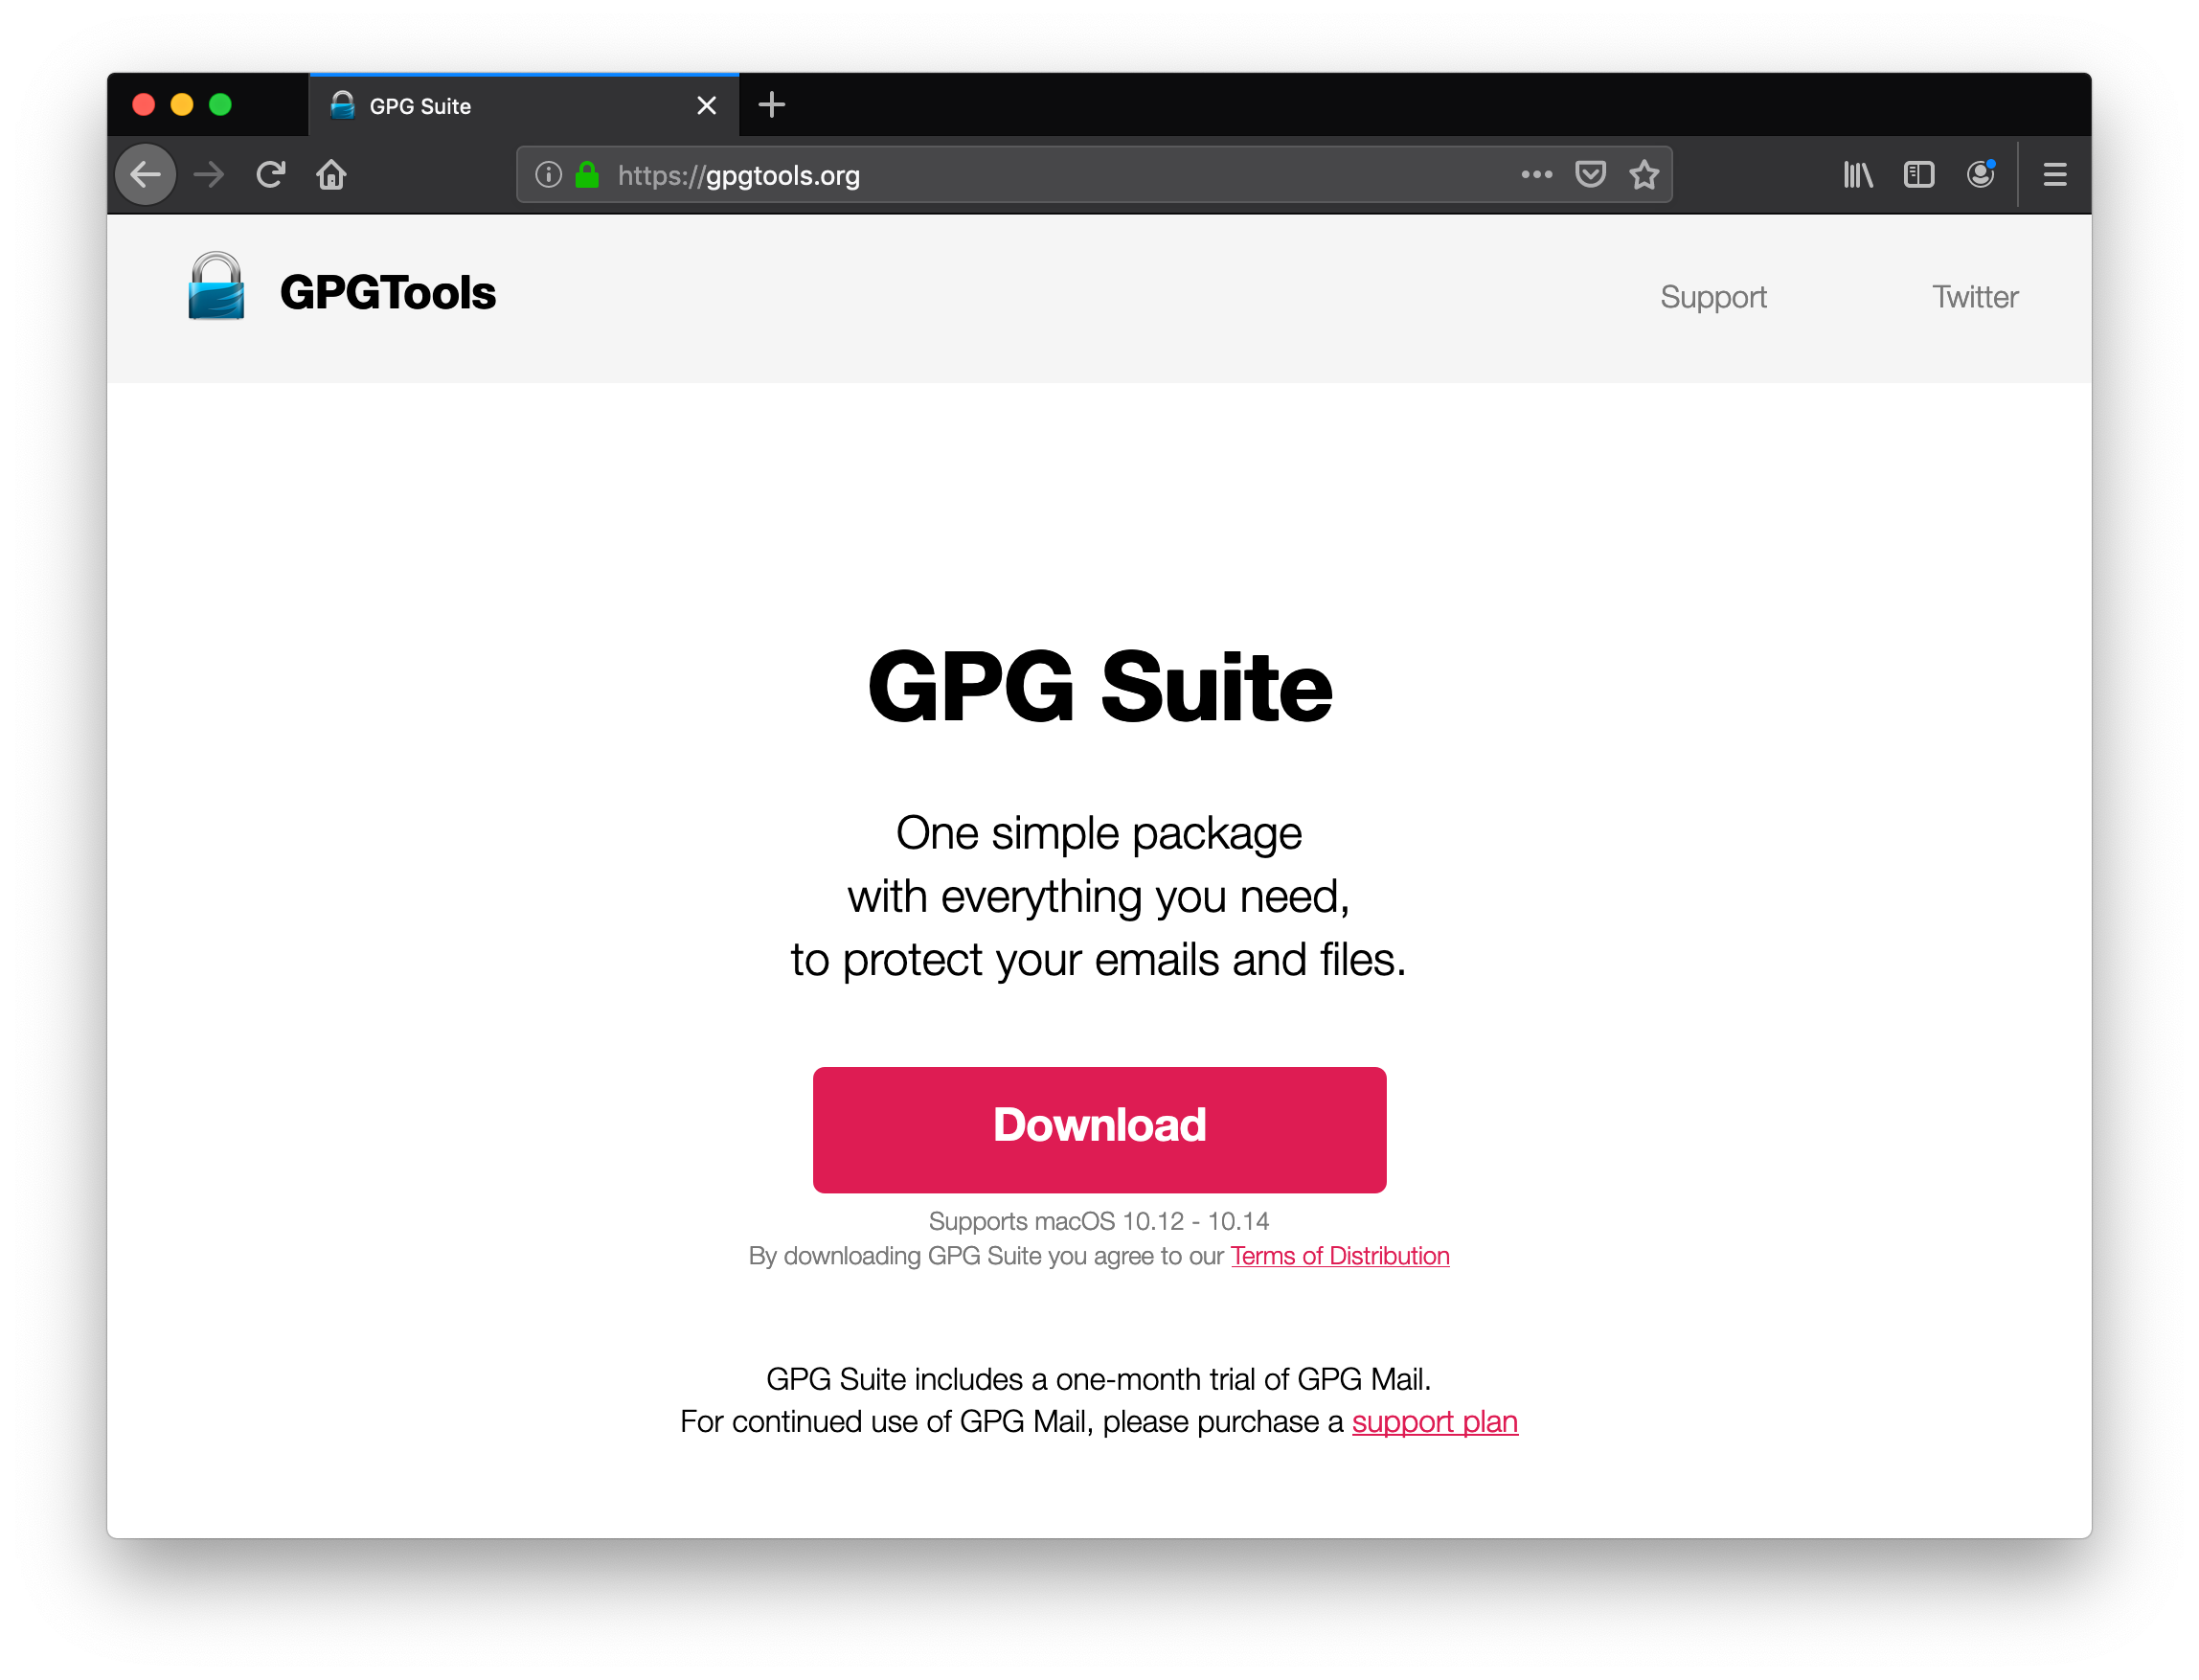 GPG Suite
https://gpgtools.org
GPGTools
Support
Twitter
GPG Suite
One simple package
with everything you need,
to protect your emails and files.
Download
Supports macOS 10.12 - 10.14
By downloading GPG Suite you agree to our Terms of Distribution
GPG Suite includes a one-month trial of GPG Mail.
For continued use of GPG Mail, please purchase a support plan